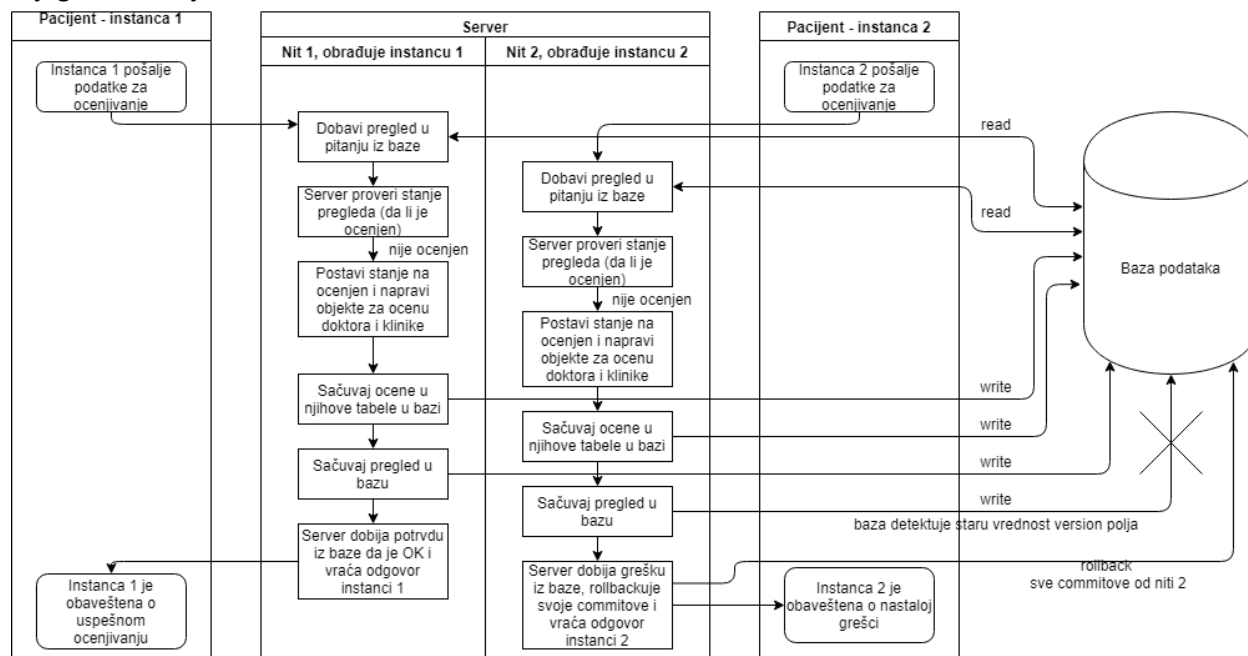 Pacijent - instanca 1
Server
Pacijent - instanca 2
Nit 1, obrađuje instancu 1
Nit 2, obrađuje instancu 2
Instanca 1 pošalje
podatke za
ocenjivanje
Instanca 2 pošalje
podatke za
ocenjivanje
Dobavi pregled u
pitanju iz baze
read
Dobavi pregled u
pitanju iz baze
read
Server proveri stanje
pregleda (da li je
ocenjen)
nije ocenjen
Server proveri stanje
pregleda (da li je
ocenjen)
nije ocenjen
Baza podataka
Postavi stanje na
ocenjen i napravi
objekte za ocenu
doktora i klinike
Postavi stanje na
ocenjen i napravi
objekte za ocenu
doktora i klinike
Sačuvaj ocene u
njihove tabele u bazi
write
Sačuvaj ocene u
njihove tabele u bazi
write
Sačuvaj pregled u
bazu
write
Sačuvaj pregled u
bazu
write
baza detektuje staru vrednost version polja
Server dobija potvrdu
iz baze da je OK i
vraća odgovor
instanci 1
Server dobija grešku
iz baze, rollbackuje
svoje commitove i
vraća odgovor
instanci 2
rollback
sve commitove od niti 2
Instanca 1 je
obaveštena o
uspešnom
ocenjivanju
Instanca 2 je
obaveštena o nastaloj
grešci